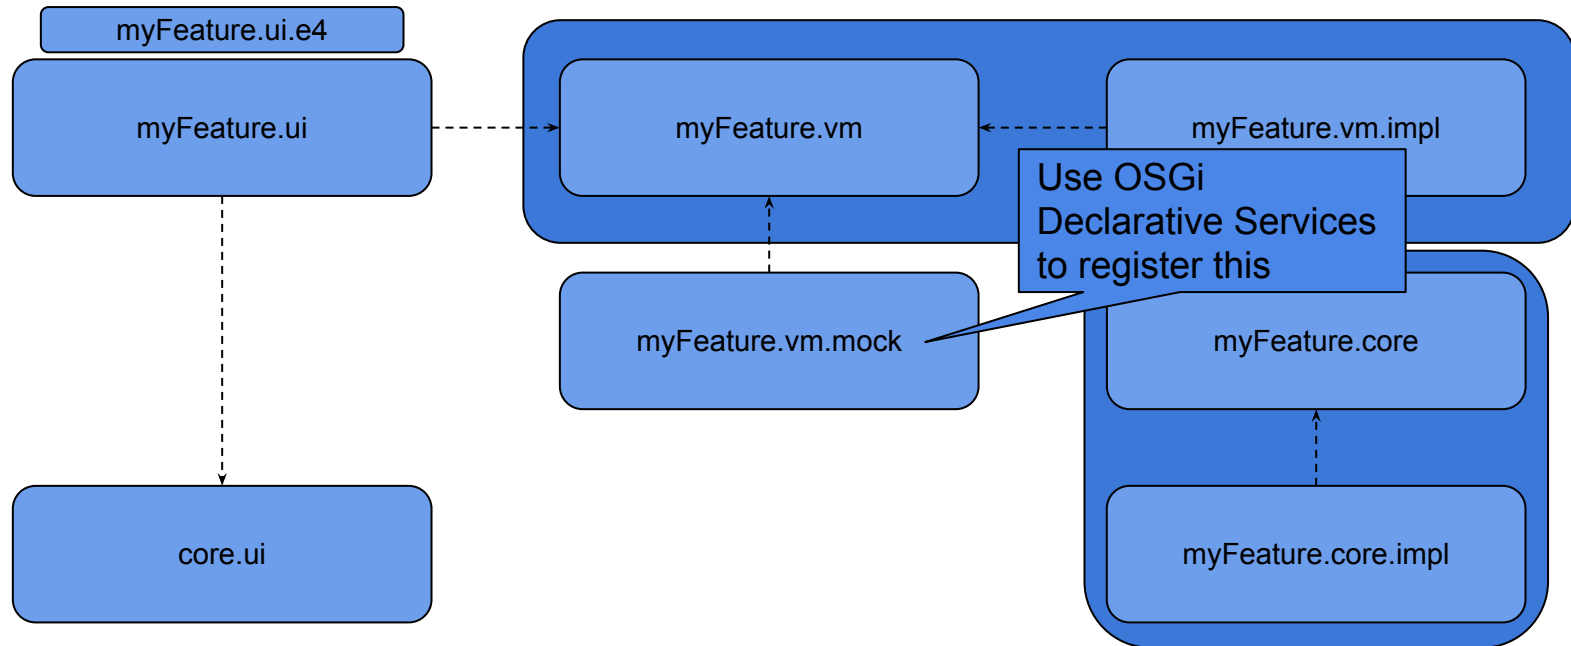 myFeature.ui.e4
myFeature.ui
myFeature.vm
myFeature.vm.impl
Use OSGi
Declarative Services
to register this
myFeature.vm.mock
myFeature.core
core.ui
myFeature.core.impl